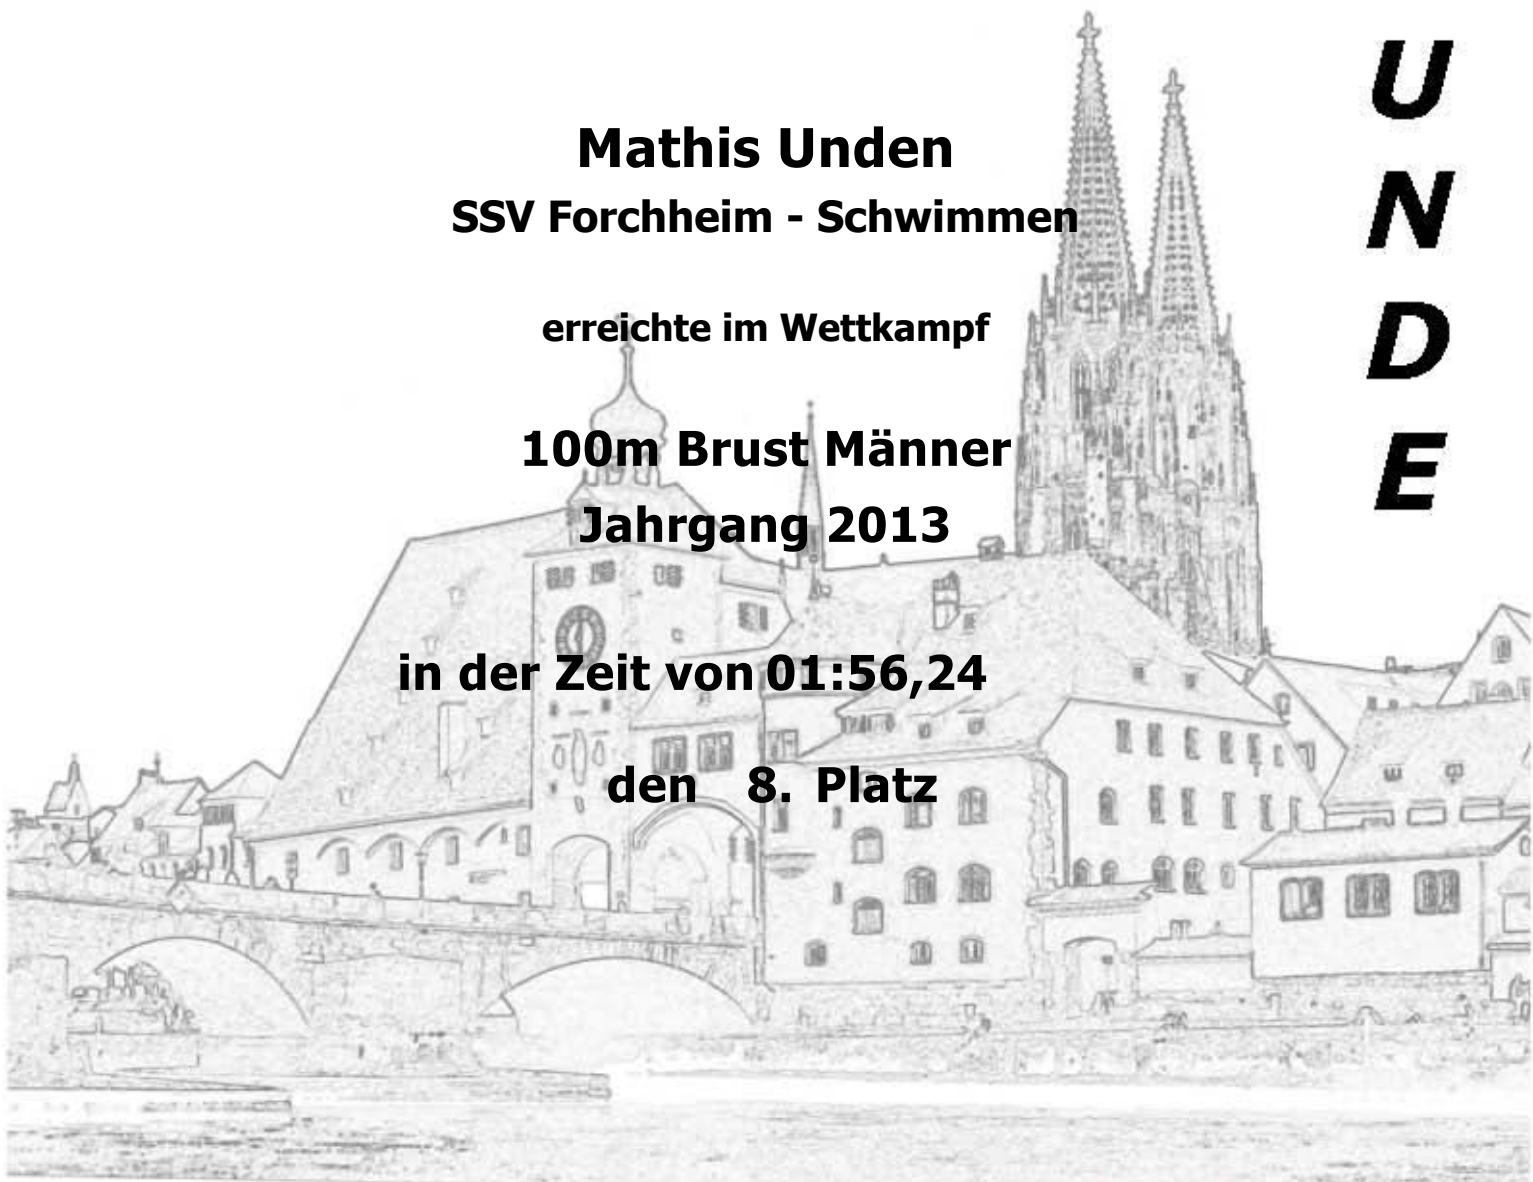 Mathis Unden
SSV Forchheim - Schwimmen
erreichte im Wettkampf
100m Brust Männer
Jahrgang 2013
in der Zeit von 01:56,24
den 8. Platz
U
N
D
E